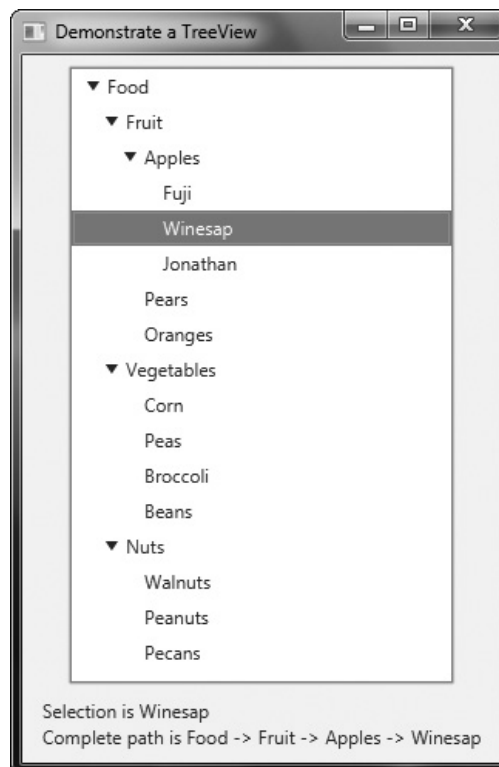 Demonstrate a TreeView
Food
Fruit
Apples
Fuji
Winesap
Jonathan
Pears
Oranges
Vegetables
Corn
Peas
Broccoli
Beans
Nuts
Walnuts
Peanuts
Pecans
Selection is Winesap
Complete path is Food -> Fruit -> Apples -> Winesap